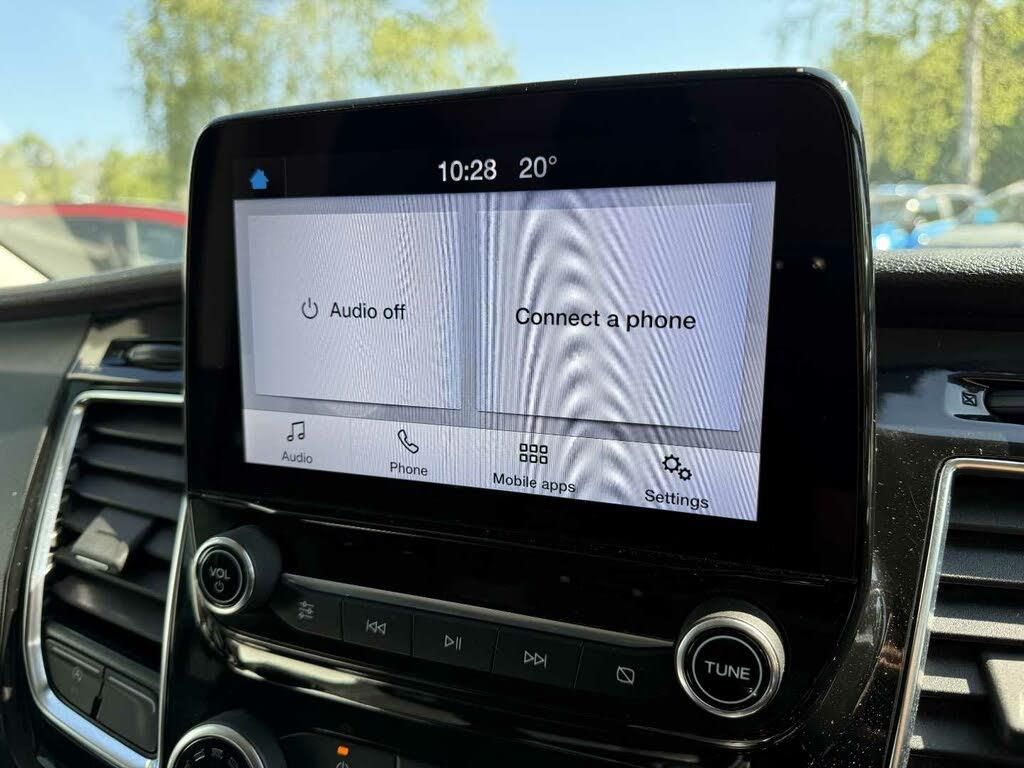 10:28 20°
Audio off
Connect a phone
Audio
Phone
Mobile apps
Settings
VOL
TUNE